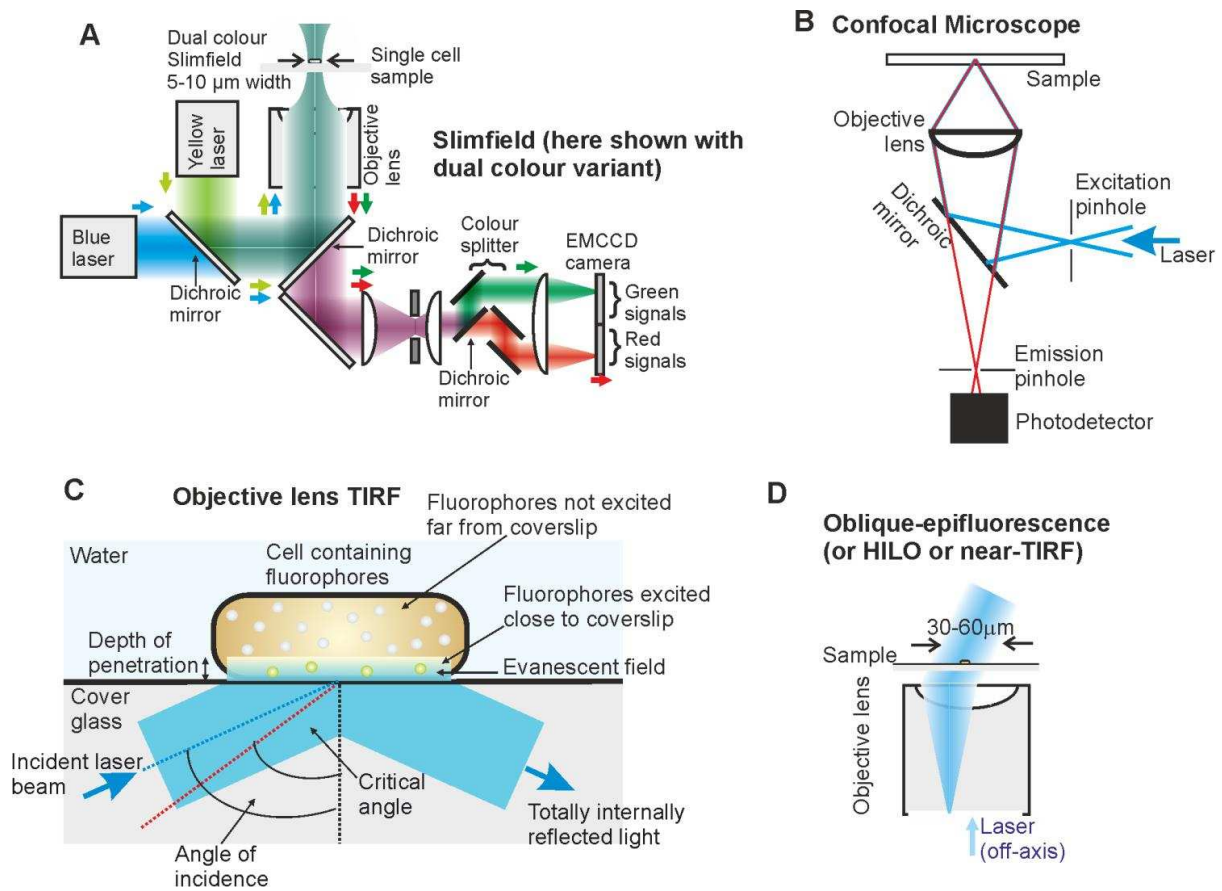 A
Dual colour
Slimfield
5-10 µm width
Single cell
sample
Yellow
laser
Objective
lens
Slimfield (here shown with
dual colour variant)
Blue
laser
Dichroic
mirror
Dichroic
mirror
Colour
splitter
EMCCD
camera
Green
signals
Red
signals
Dichroic
mirror
B
Confocal Microscope
Sample
Objective
lens
Dichroic
mirror
Excitation
pinhole
Laser
Emission
pinhole
Photodetector
C
Objective lens TIRF
Fluorophores not excited
far from coverslip
Water
Cell containing
fluorophores
Fluorophores excited
close to coverslip
Depth of
penetration
Evanescent field
Cover
glass
Incident laser
beam
Critical
angle
Totally internally
reflected light
Angle of
incidence
D
Oblique-epifluorescence
(or HILO or near-TIRF)
30-60µm
Sample
Objective lens
Laser
(off-axis)